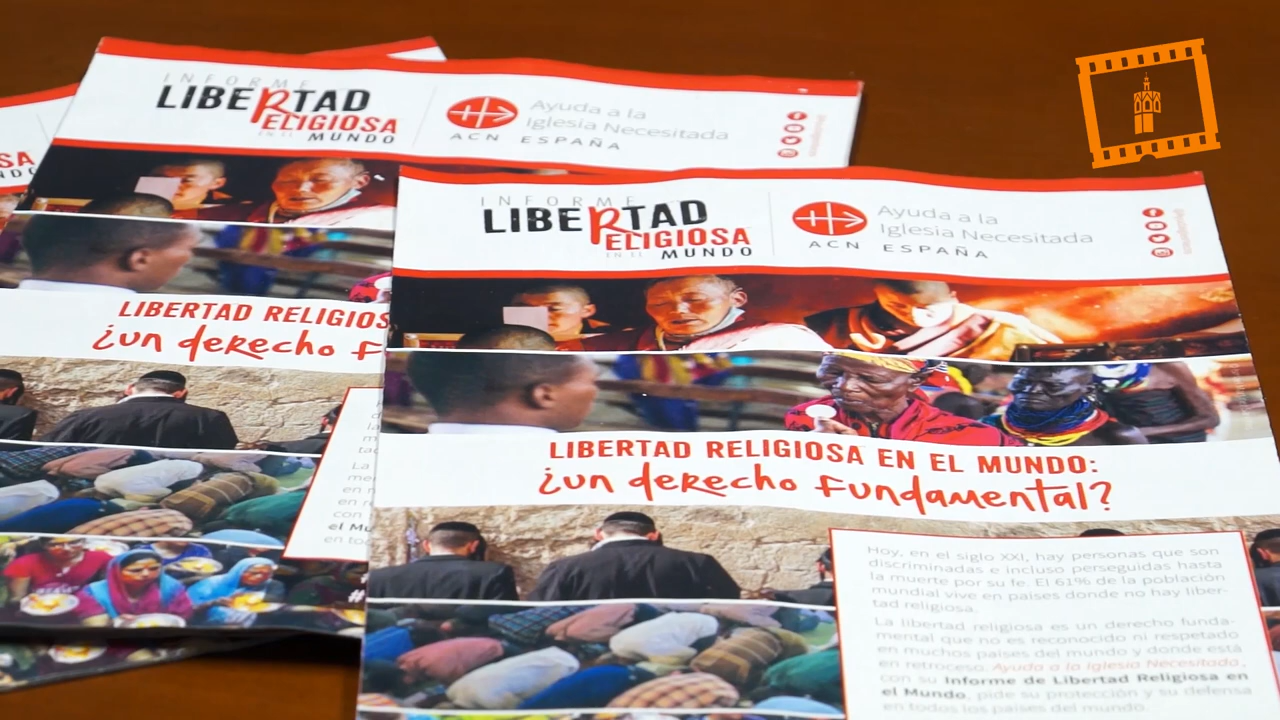 INFORME
LIBERTAD
RELIGIOSA
EN EL MUNDO
ACN ESPAÑA
Ayuda a la
Iglesia Necesitada
LIBERTAD RELIGIOS
¿un derecho f
el Mu
SA
INFORME
LIBERTAD
RELIGIOSA
EN EL MUNDO
ACN ESPAÑA
Ayuda a la
Iglesia Necesitada
LIBERTAD RELIGIOSA EN EL MUNDO:
¿un derecho fundamental?
Hoy, en el siglo XXI, hay personas que son
discriminadas e incluso perseguidas hasta
la muerte por su fe. El 61% de la población
mundial vive en países donde no hay liber-
tad religiosa.
La libertad religiosa es un derecho funda-
mental que no es reconocido ni respetado
en muchos países del mundo y donde está
en retroceso. Ayuda a la Iglesia Necesitada,
con su Informe de Libertad Religiosa en
el Mundo, pide su protección y su defensa
en todos los países del mundo.